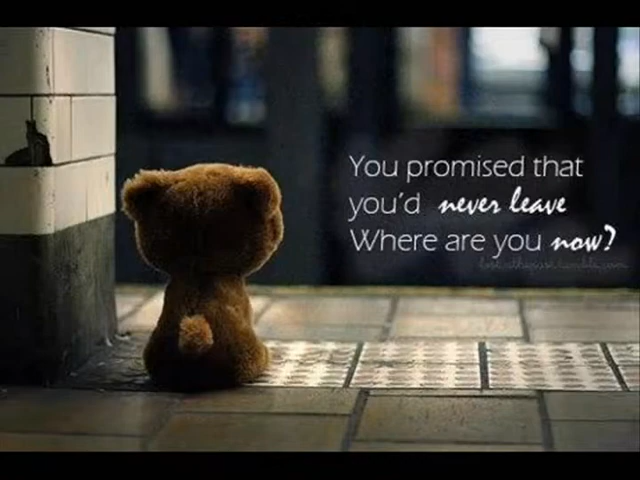 You promised that
you'd never leave
Where are you now?